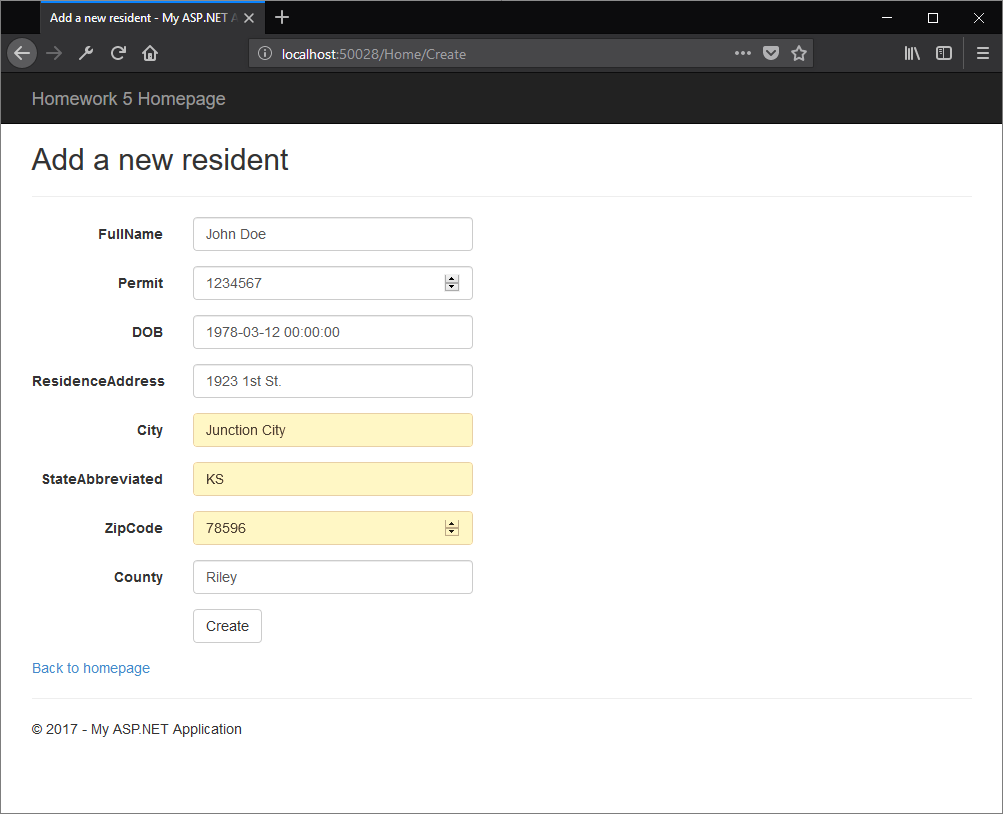 Add a new resident - My ASP.NET A
localhost:50028/Home/Create
Homework 5 Homepage
Add a new resident
FullName John Doe
Permit 1234567
DOB 1978-03-12 00:00:00
ResidenceAddress 1923 1st St.
City Junction City
StateAbbreviated KS
ZipCode 78596
County Riley
Create
Back to homepage
© 2017 - My ASP.NET Application